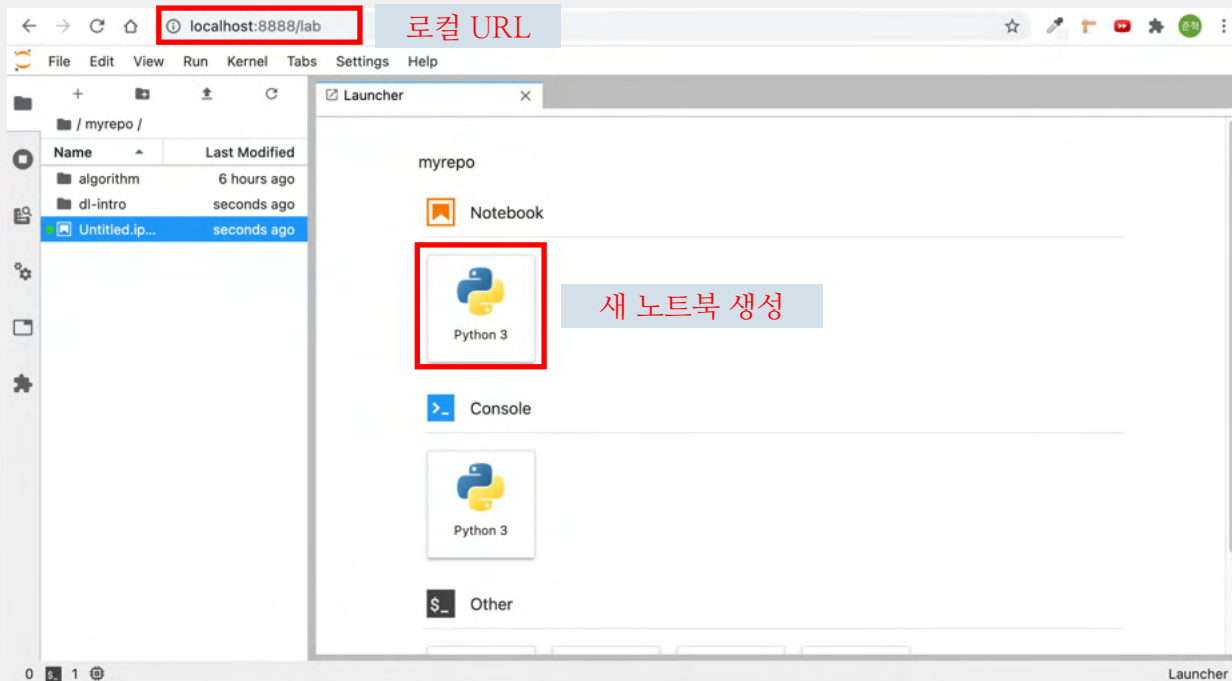 localhost:8888/lab
로컬 URL
준혁
File Edit View Run Kernel Tabs Settings Help
Launcher
/ myrepo /
Name Last Modified
algorithm 6 hours ago
dl-intro seconds ago
Untitled.ip... seconds ago
myrepo
Notebook
Python 3
새 노트북 생성
Console
Python 3
$_ Other
0 $_ 1 Launcher